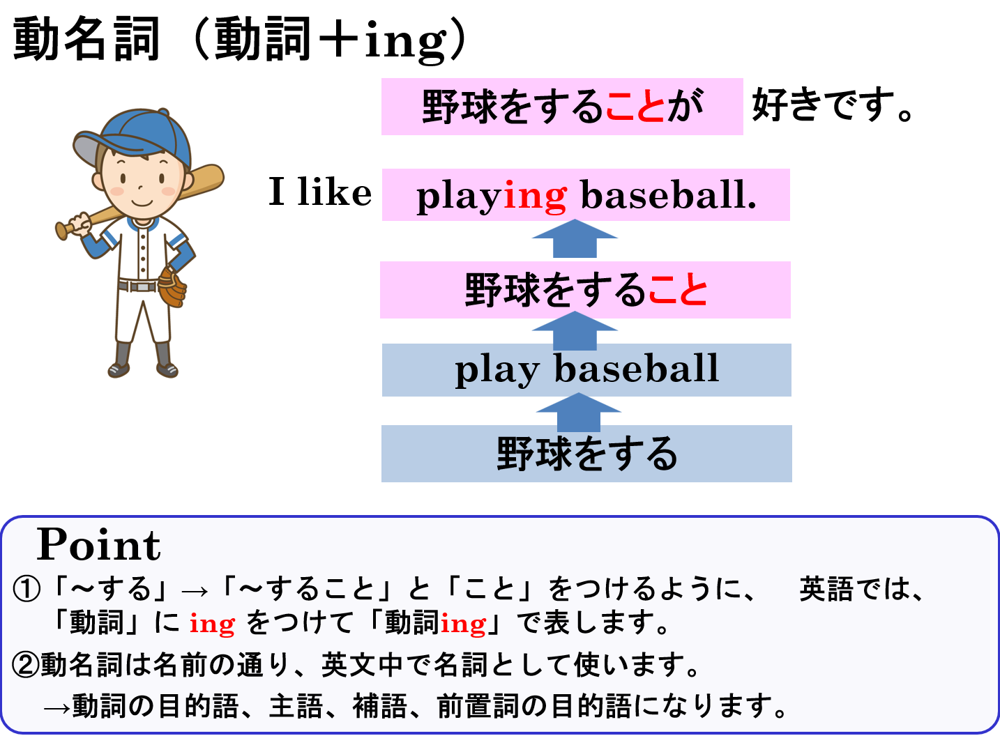 動名詞（動詞＋ing）
野球をすることが 好きです。
I like playing baseball.
野球をすること
play baseball
野球をする
Point
①「～する」→「～すること」と「こと」をつけるように、　英語では、
「動詞」に ing をつけて「動詞ing」で表します。
②動名詞は名前の通り、英文中で名詞として使います。
→動詞の目的語、主語、補語、前置詞の目的語になります。